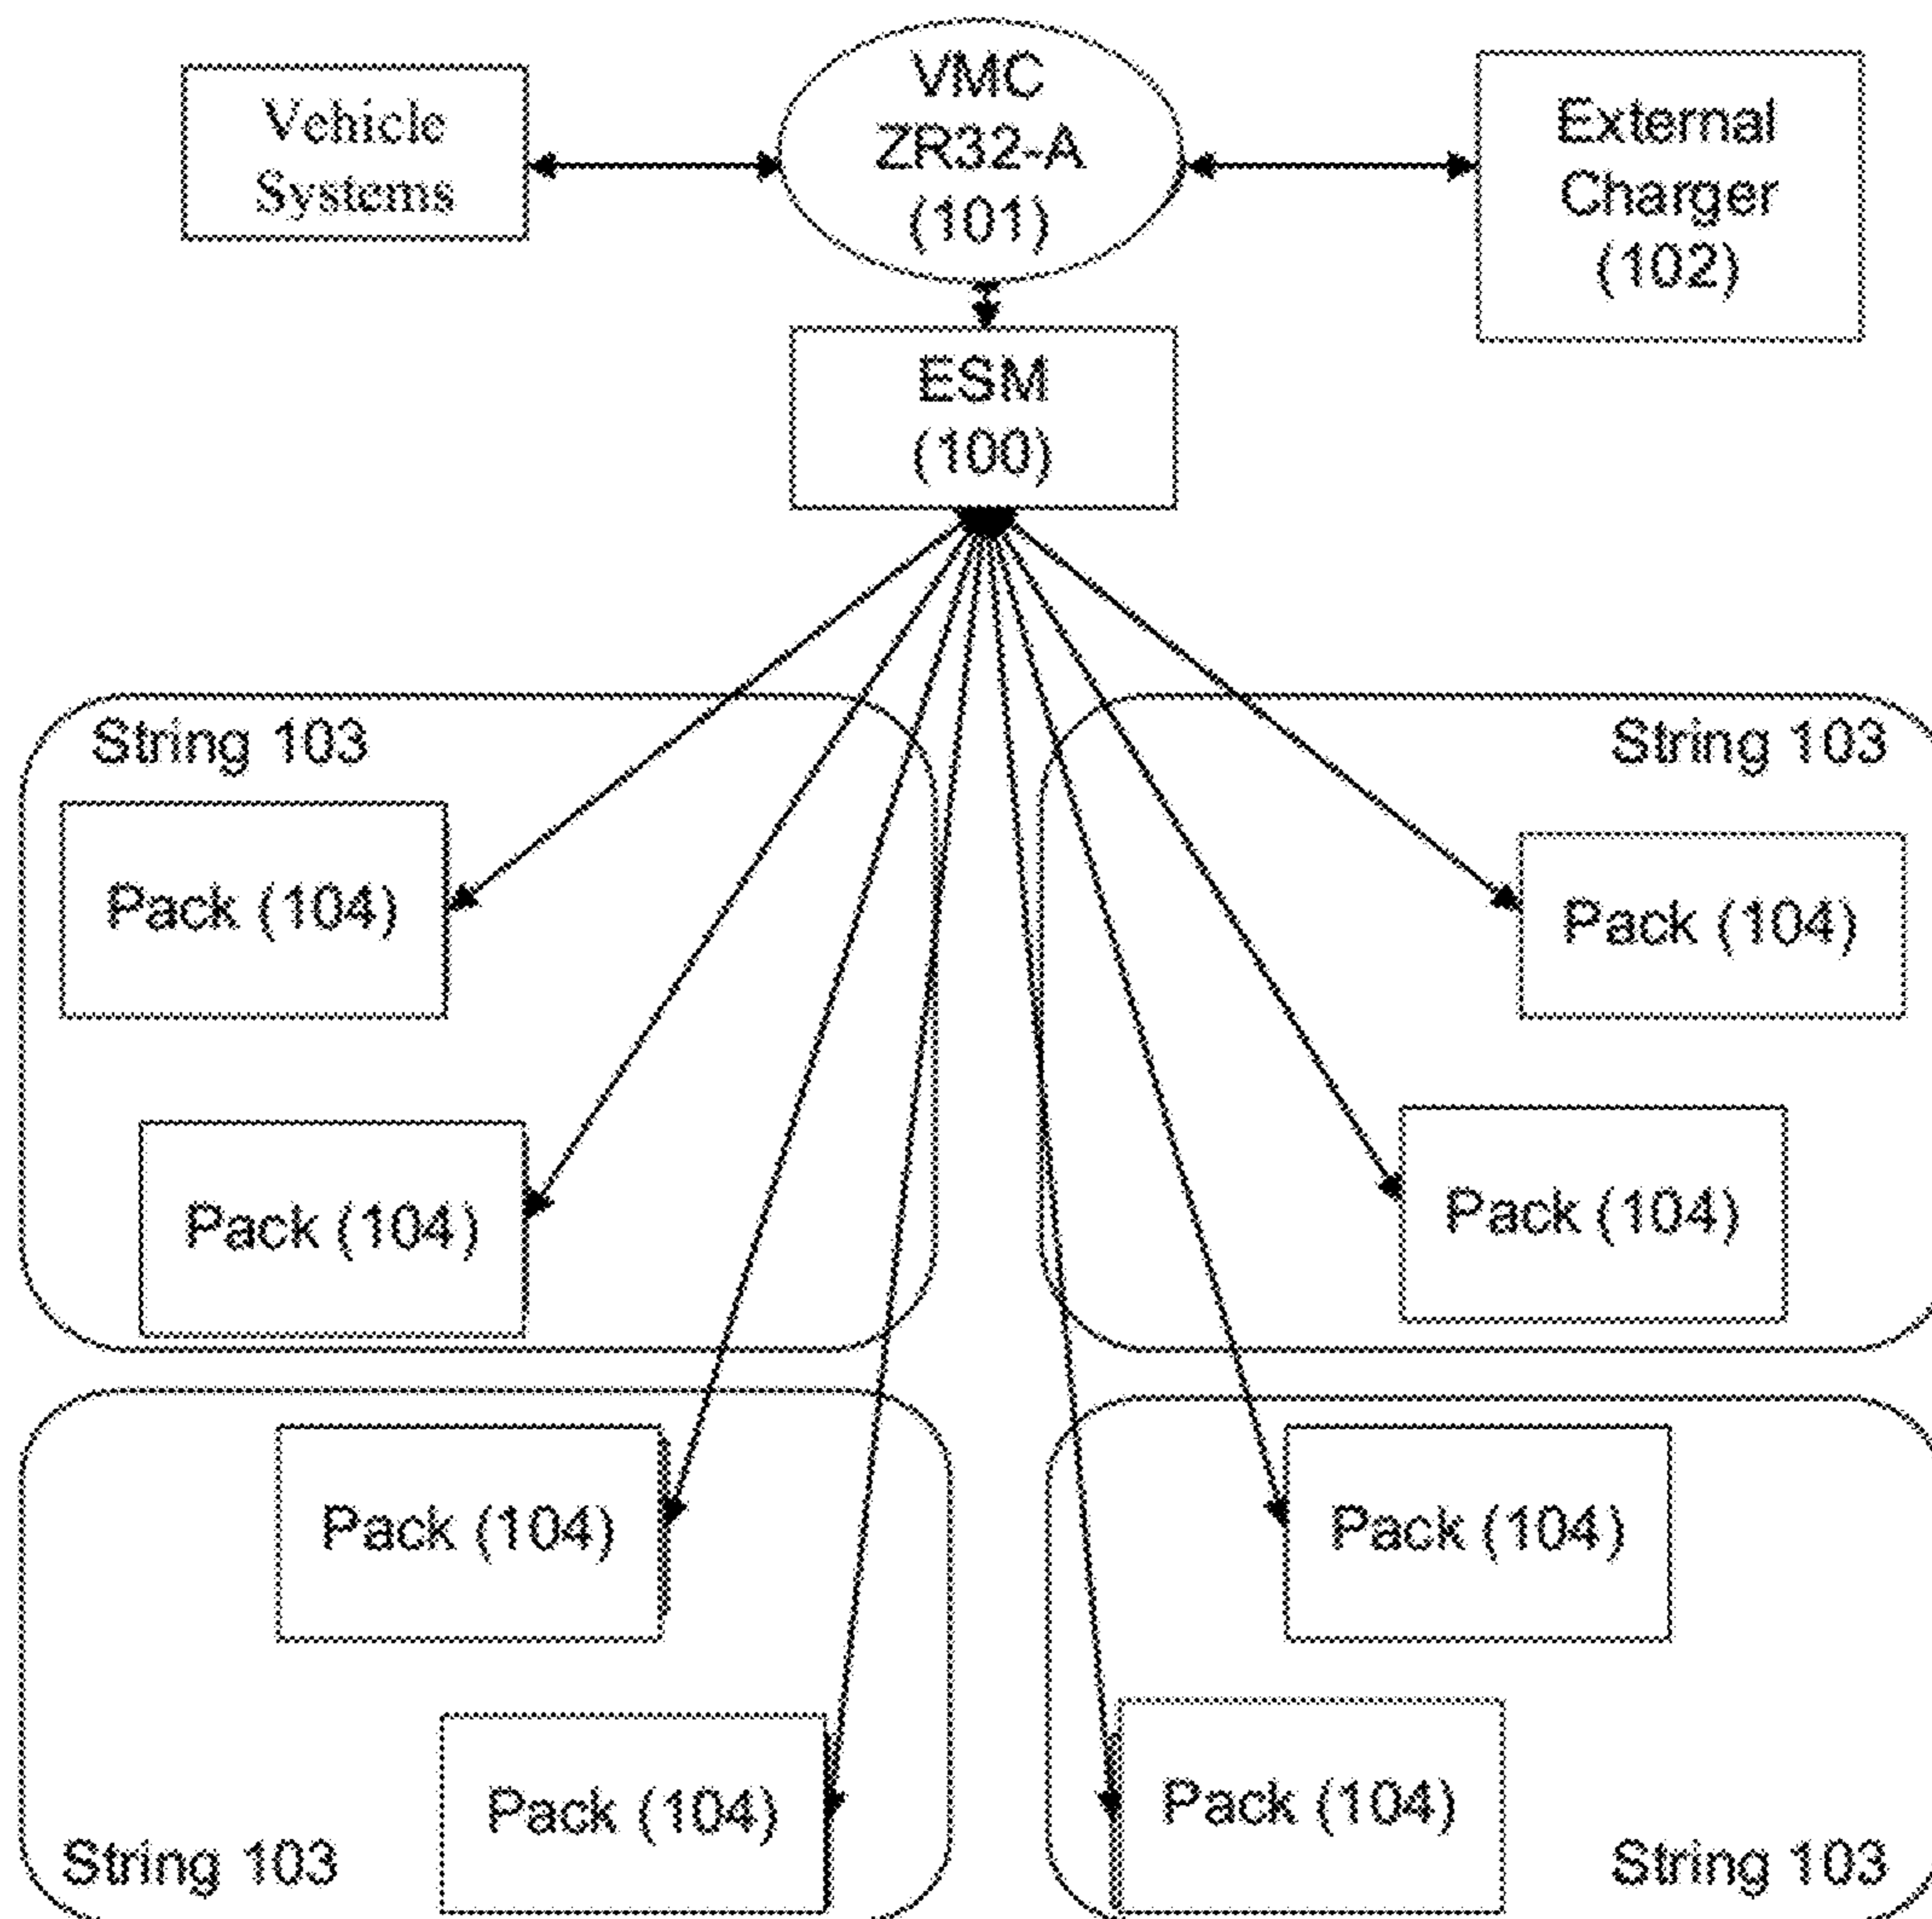 Vehicle
Systems
VMC
ZR32-A
(101)
External
Charger
(102)
ESM
(100)
String 103
String 103
Pack (104)
Pack (104)
Pack (104)
Pack (104)
Pack (104)
Pack (104)
Pack (104)
Pack (104)
String 103
String 103